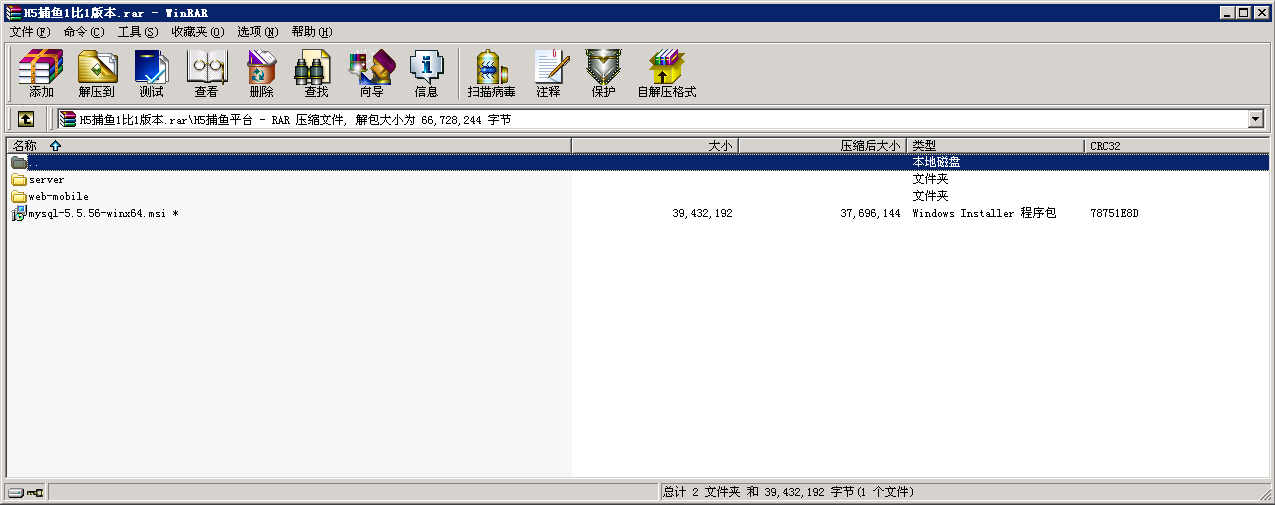 H5捕鱼1比1版本.rar - WinRAR
文件(F) 命令(C) 工具(S) 收藏夹(O) 选项(N) 帮助(H)
添加 解压到 测试 查看 删除 查找 向导 信息 扫描病毒 注释 保护 自解压格式
H5捕鱼1比1版本.rar\H5捕鱼平台 - RAR 压缩文件, 解包大小为 66,728,244 字节
名称 大小 压缩后大小 类型 CRC32
.. 本地磁盘
server 文件夹
web-mobile 文件夹
mysql-5.5.56-winx64.msi * 39,432,192 37,696,144 Windows Installer 程序包 78751E8D
总计 2 文件夹 和 39,432,192 字节(1 个文件)